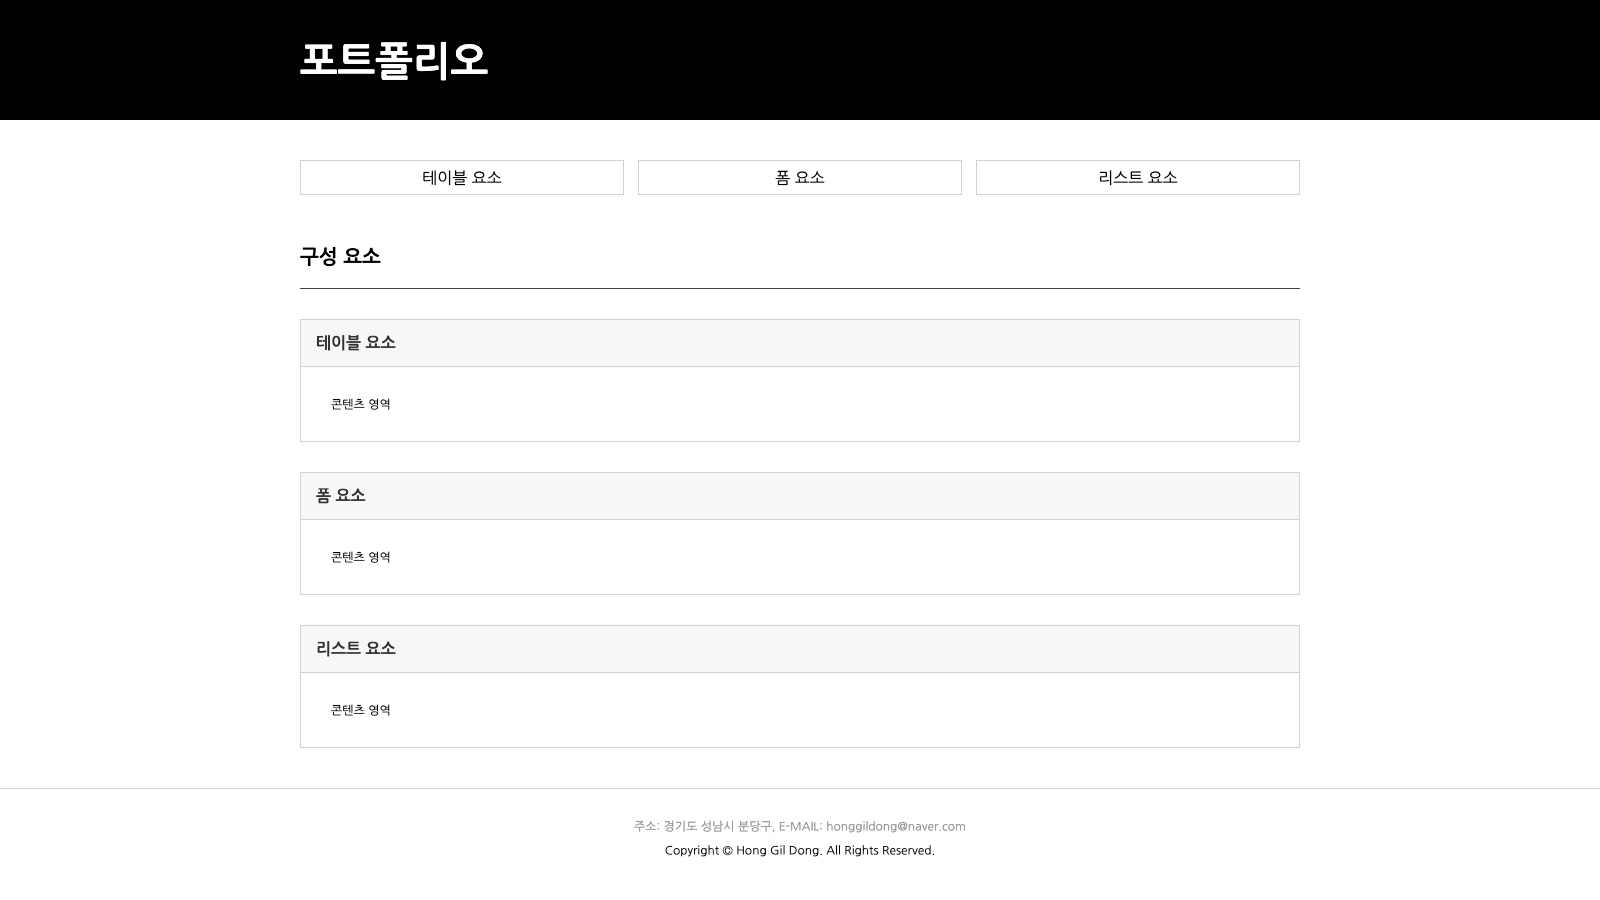 포트폴리오
테이블 요소
폼 요소
리스트 요소
구성 요소
테이블 요소
콘텐츠 영역
폼 요소
콘텐츠 영역
리스트 요소
콘텐츠 영역
주소: 경기도 성남시 분당구, E-MAIL: honggildong@naver.com
Copyright © Hong Gil Dong. All Rights Reserved.